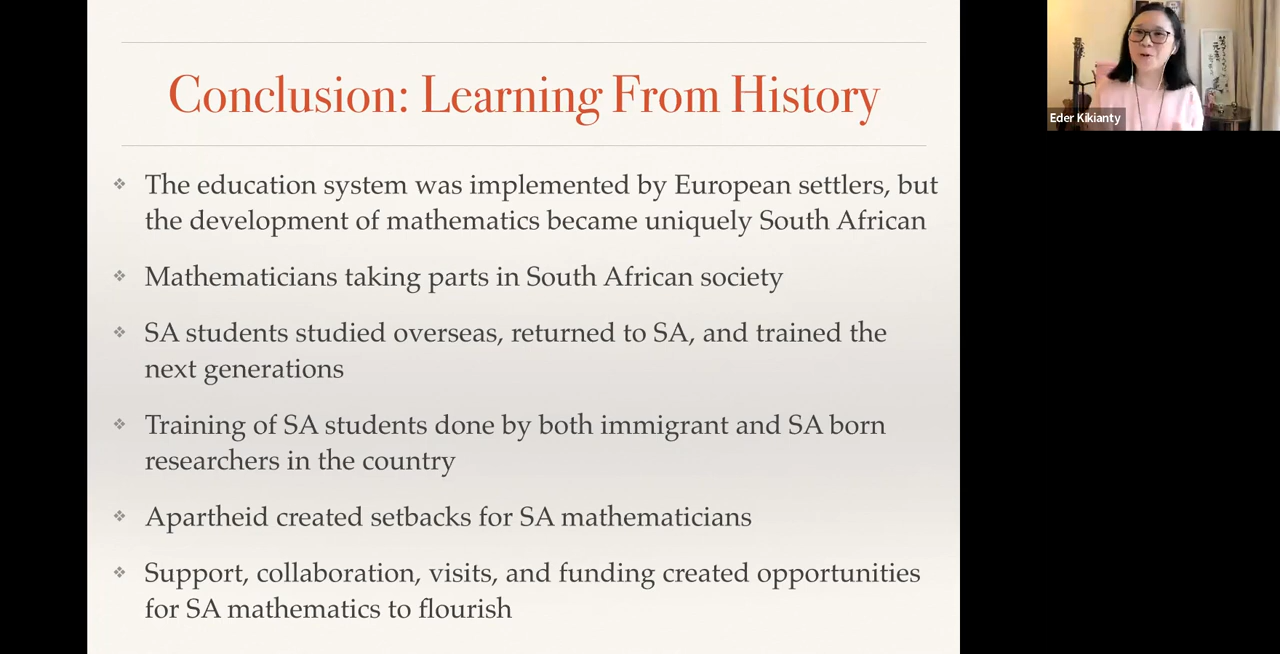 Conclusion: Learning From History
❖ The education system was implemented by European settlers, but
the development of mathematics became uniquely South African
❖ Mathematicians taking parts in South African society
❖ SA students studied overseas, returned to SA, and trained the
next generations
❖ Training of SA students done by both immigrant and SA born
researchers in the country
❖ Apartheid created setbacks for SA mathematicians
❖ Support, collaboration, visits, and funding created opportunities
for SA mathematics to flourish
Eder Kikianty